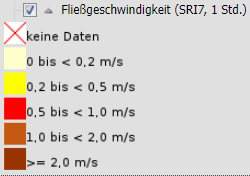 Fließgeschwindigkeit (SRI7, 1 Std.)
keine Daten
0 bis < 0,2 m/s
0,2 bis < 0,5 m/s
0,5 bis < 1,0 m/s
1,0 bis < 2,0 m/s
>= 2,0 m/s